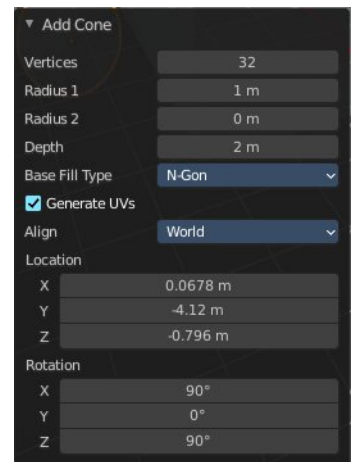 Add Cone
Vertices 32
Radius 1 1 m
Radius 2 0 m
Depth 2 m
Base Fill Type N-Gon
Generate UVs
Align World
Location
X 0.0678 m
Y -4.12 m
Z -0.796 m
Rotation
X 90°
Y 0°
Z 90°